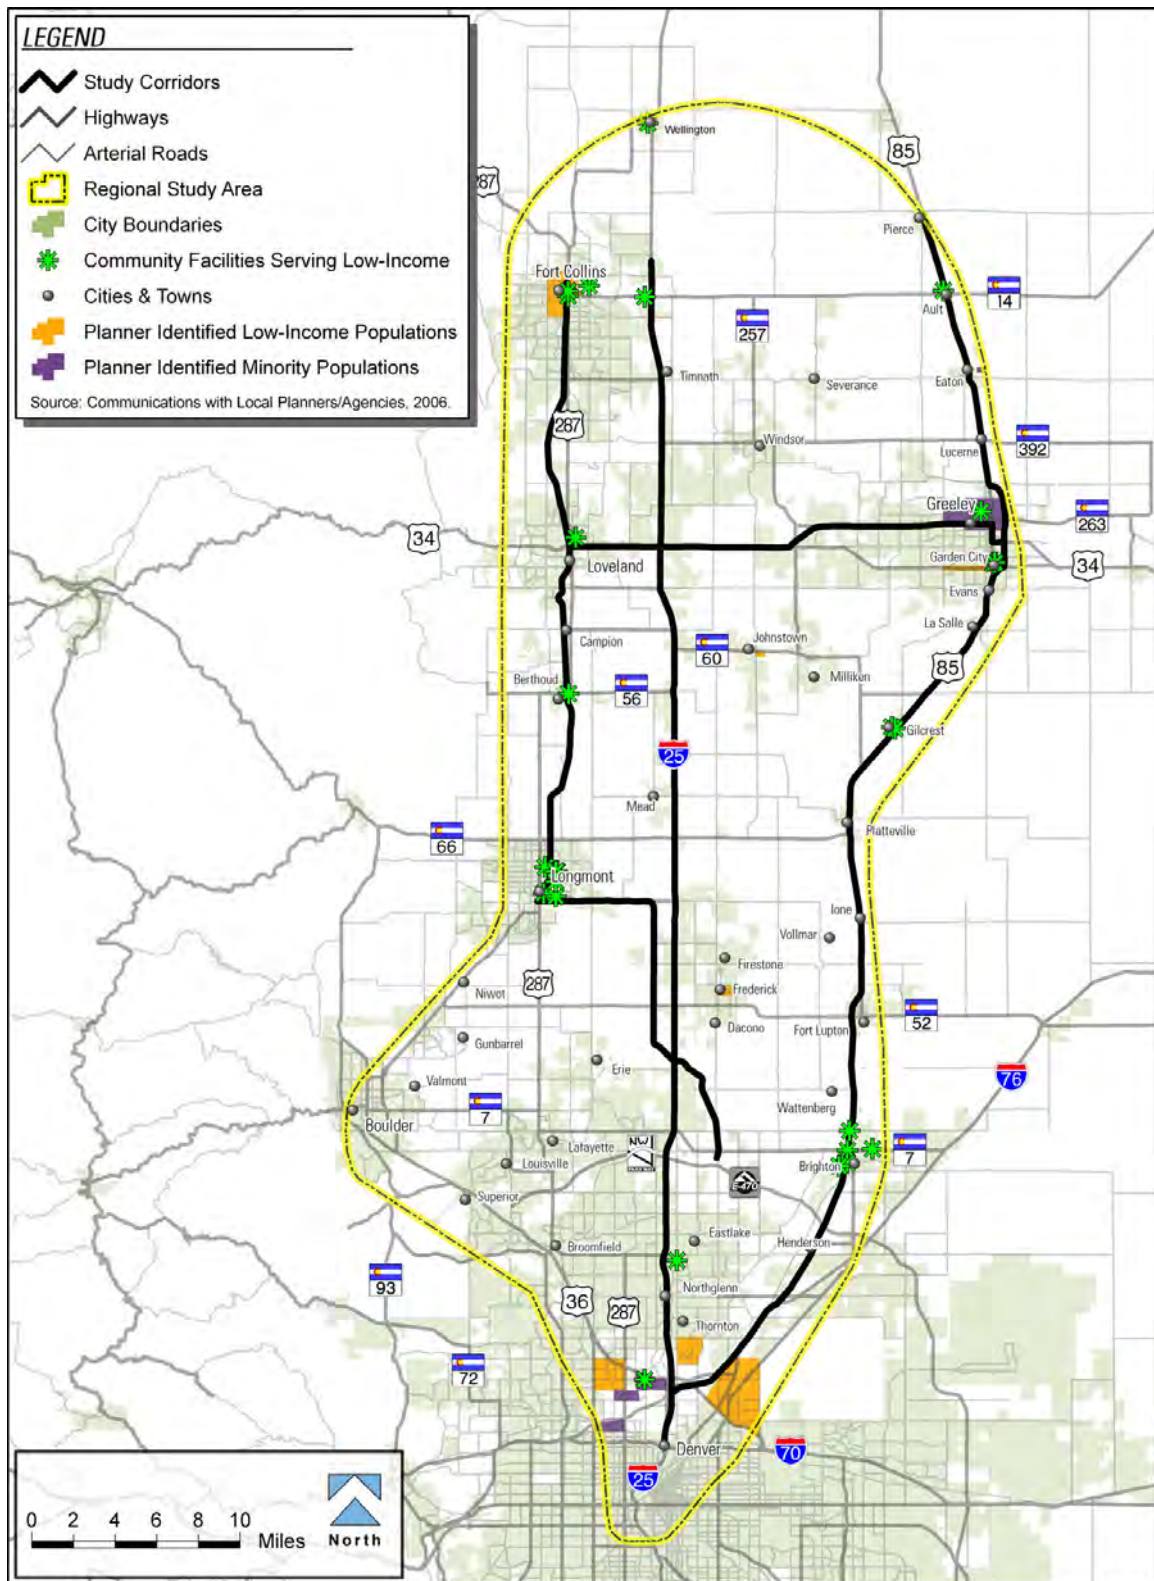 LEGEND
Study Corridors
Highways
Arterial Roads
Regional Study Area
City Boundaries
Community Facilities Serving Low-Income
Cities & Towns
Planner Identified Low-Income Populations
Planner Identified Minority Populations
Source: Communications with Local Planners/Agencies, 2006.
Wellington
85
287
Pierce
Fort Collins
14
Ault
257
Timnath
Severance
Eaton
287
Windsor
Lucerne
392
Greeley
263
34
Garden City
34
Loveland
Evans
La Salle
Campion
Johnstown
60
85
Berthoud
56
Milliken
Gilcrest
25
Mead
Platteville
66
Longmont
Ione
Vollmar
Firestone
287
Niwot
Frederick
52
Dacono
Fort Lupton
Gunbarrel
Erie
76
Valmont
Wattenberg
7
Boulder
Lafayette
NW
PARKWAY
7
Louisville
Brighton
E-470
Superior
Eastlake
Broomfield
Henderson
93
36
287
Northglenn
Thornton
72
Denver
70
25
0 2 4 6 8 10
Miles
North